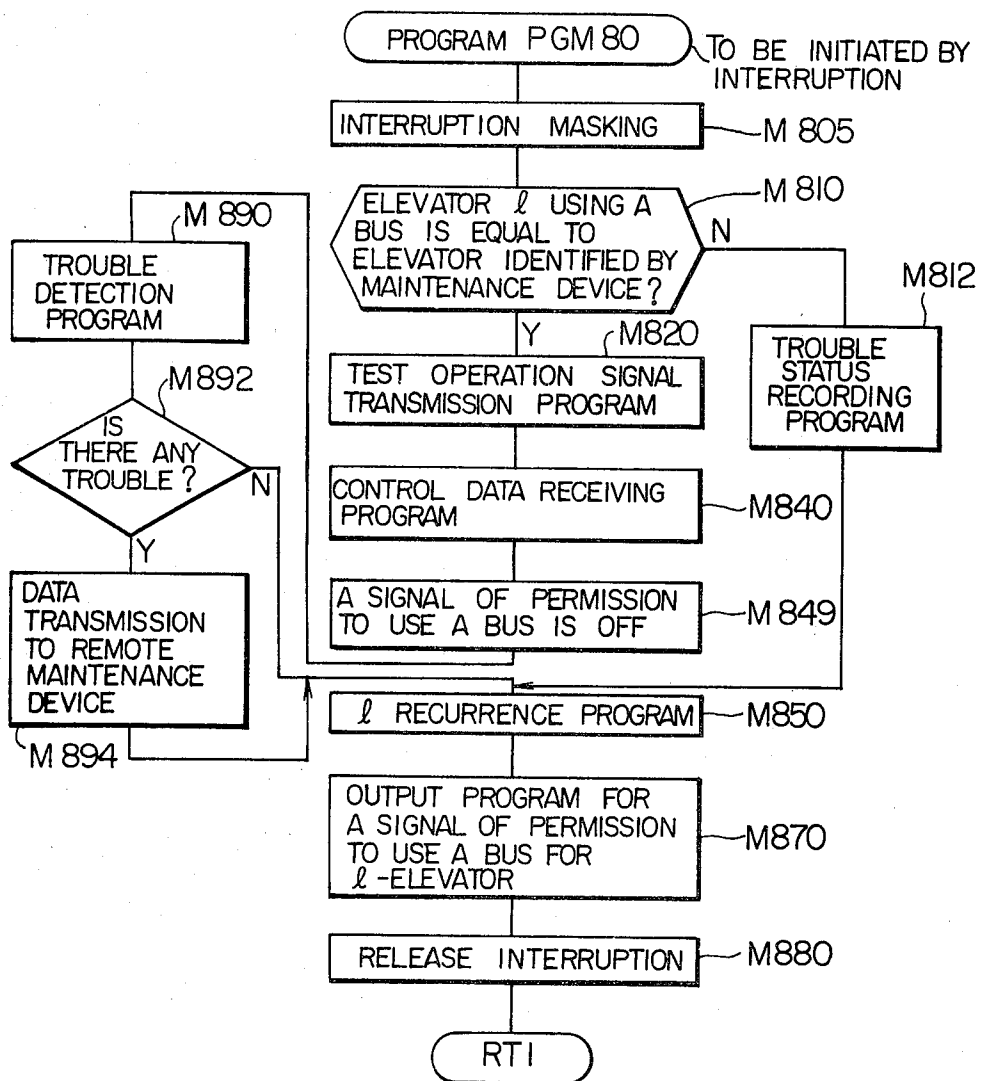 PROGRAM PGM80
TO BE INITIATED BY
INTERRUPTION
INTERRUPTION MASKING
M 805
M 810
ELEVATOR ℓ USING A
BUS IS EQUAL TO
ELEVATOR IDENTIFIED BY
MAINTENANCE DEVICE?
N
Y
M 890
TROUBLE
DETECTION
PROGRAM
M812
TROUBLE
STATUS
RECORDING
PROGRAM
M820
TEST OPERATION SIGNAL
TRANSMISSION PROGRAM
M892
IS
THERE ANY
TROUBLE?
N
Y
CONTROL DATA RECEIVING
PROGRAM
M840
A SIGNAL OF PERMISSION
TO USE A BUS IS OFF
M 849
DATA
TRANSMISSION
TO REMOTE
MAINTENANCE
DEVICE
M 894
ℓ RECURRENCE PROGRAM
M850
OUTPUT PROGRAM FOR
A SIGNAL OF PERMISSION
TO USE A BUS FOR
ℓ-ELEVATOR
M870
RELEASE INTERRUPTION
M880
RTI